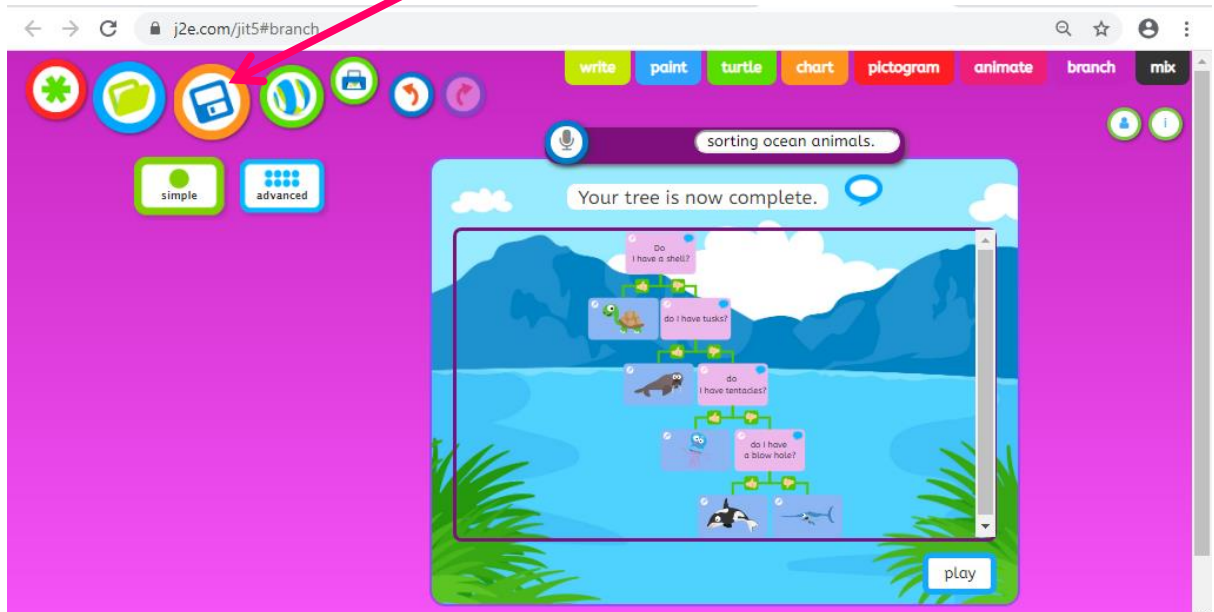 j2e.com/jit5#branch
write paint turtle chart pictogram animate branch mix
sorting ocean animals.
simple advanced
Your tree is now complete.
Do
I have a shell?
do I have tusks?
do
I have tentacles?
do I have
a blow hole?
play